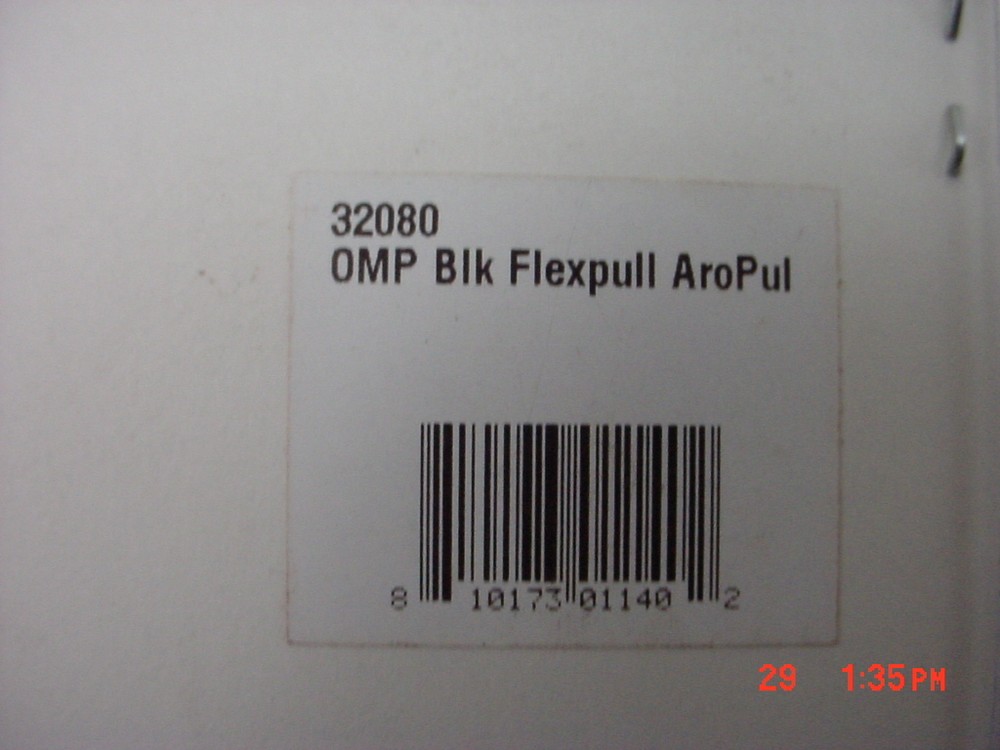 32080
OMP Blk Flexpull AroPul
8 10173 01140 2
29 1:35PM